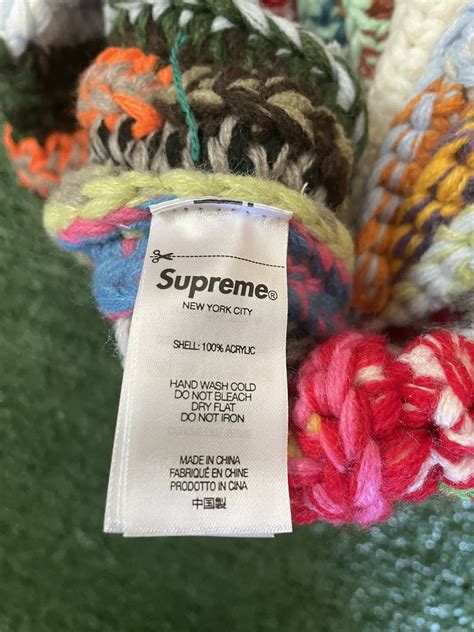 Supreme®
NEW YORK CITY
SHELL: 100% ACRYLIC
HAND WASH COLD
DO NOT BLEACH
DRY FLAT
DO NOT IRON
MADE IN CHINA
FABRIQUÉ EN CHINE
PRODOTTO IN CINA
中国製